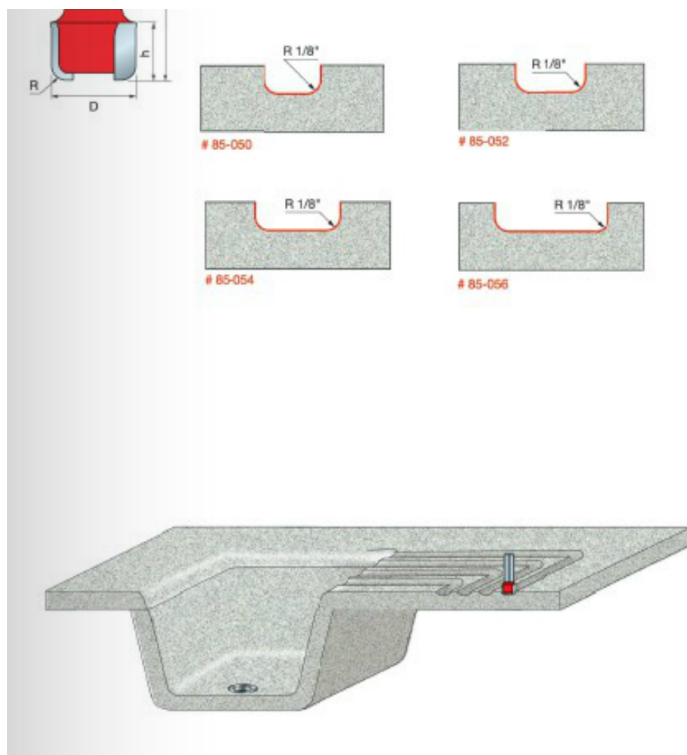 h
R
D
R 1/8"
# 85-050
R 1/8"
# 85-052
R 1/8"
# 85-054
R 1/8"
# 85-056